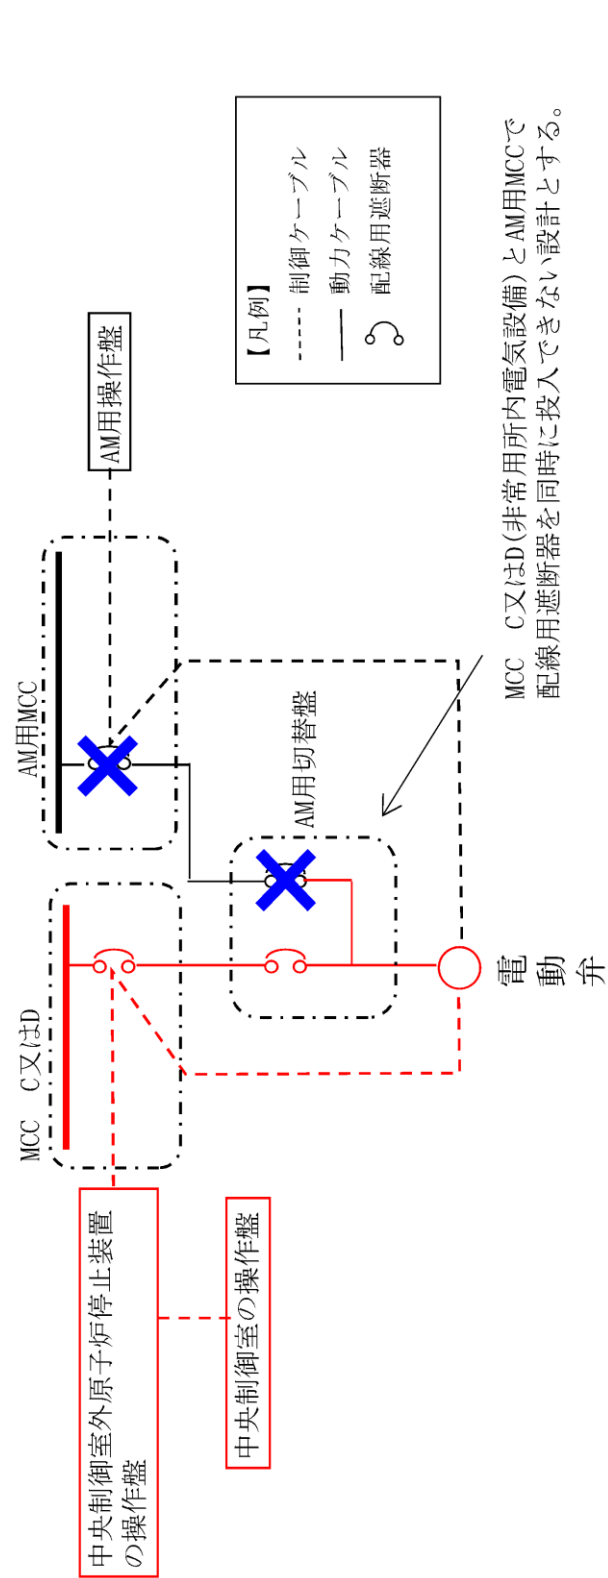 中央制御室外原子炉停止装置
の操作盤
中央制御室の操作盤
MCC C又はD
AM用MCC
AM用操作盤
AM用切替盤
電
動
弁
【凡例】
制御ケーブル
動力ケーブル
配線用遮断器
MCC C又はD(非常用所内電気設備)とAM用MCCで
配線用遮断器を同時に投入できない設計とする。